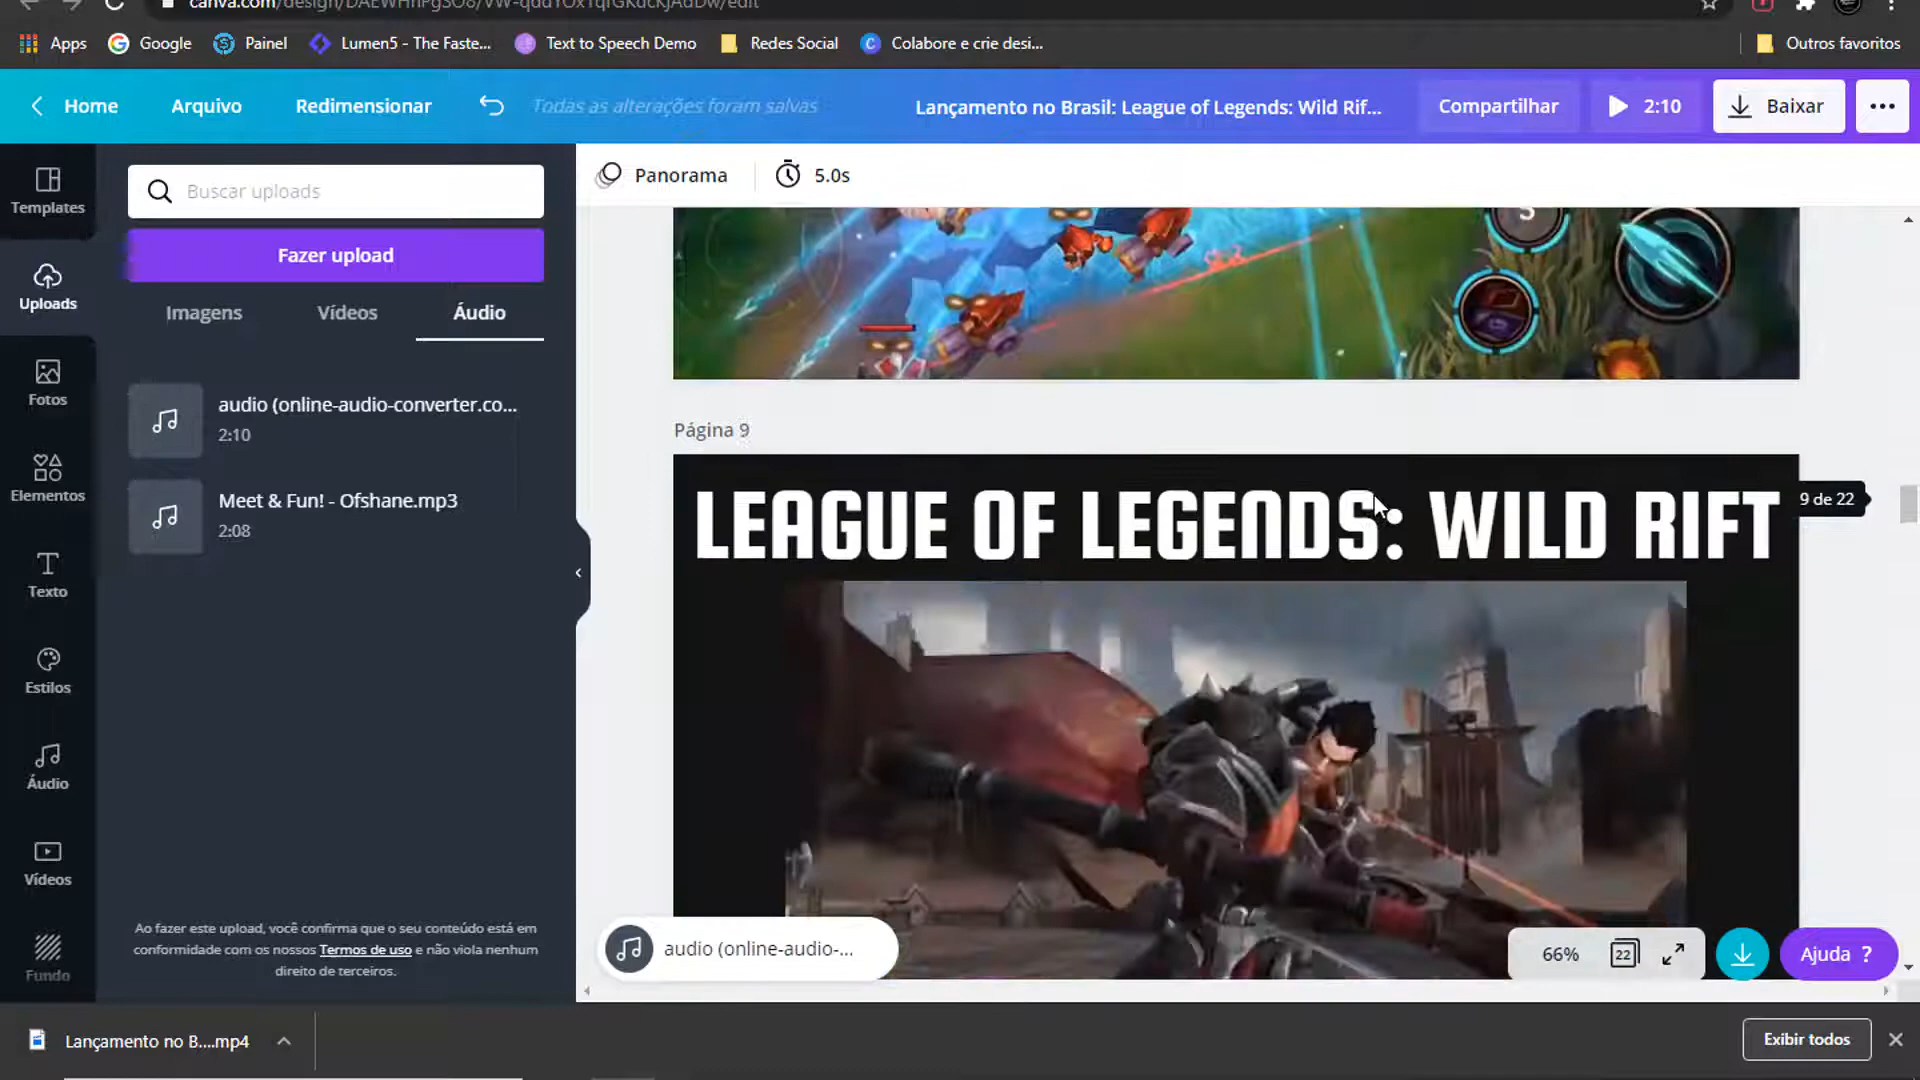 Apps
Google
Painel
Lumen5 - The Faste...
Text to Speech Demo
Redes Social
Colabore e crie desi...
Outros favoritos
Home
Arquivo
Redimensionar
Todas as alterações foram salvas
Lançamento no Brasil: League of Legends: Wild Rif...
Compartilhar
2:10
Baixar
Templates
Uploads
Fotos
Elementos
Texto
Estilos
Áudio
Vídeos
Fundo
Buscar uploads
Fazer upload
Imagens
Vídeos
Áudio
audio (online-audio-converter.co...
2:10
Meet & Fun! - Ofshane.mp3
2:08
Ao fazer este upload, você confirma que o seu conteúdo está em
conformidade com os nossos Termos de uso e não viola nenhum
direito de terceiros.
Panorama
5.0s
Página 9
LEAGUE OF LEGENDS: WILD RIFT
9 de 22
audio (online-audio-...
66%
22
Ajuda ?
Lançamento no B....mp4
Exibir todos